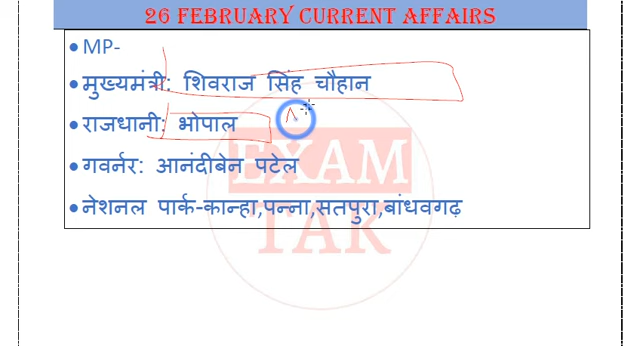 26 FEBRUARY CURRENT AFFAIRS
• MP-
• मुख्यमंत्री: शिवराज सिंह चौहान
• राजधानी: भोपाल
• गवर्नर: आनंदीबेन पटेल
• नेशनल पार्क-कान्हा,पन्ना,सतपुरा,बांधवगढ़
EXAM
TAK